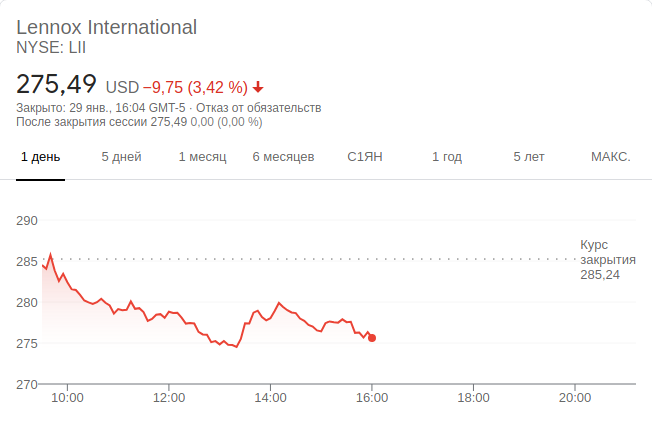 Lennox International
NYSE: LII
275,49 USD −9,75 (3,42 %)
Закрыто: 29 янв., 16:04 GMT-5 · Отказ от обязательств
После закрытия сессии 275,49 0,00 (0,00 %)
1 день 5 дней 1 месяц 6 месяцев С1ЯН 1 год 5 лет МАКС.
290
Курс
закрытия
285,24
285
280
275
270
10:00 12:00 14:00 16:00 18:00 20:00